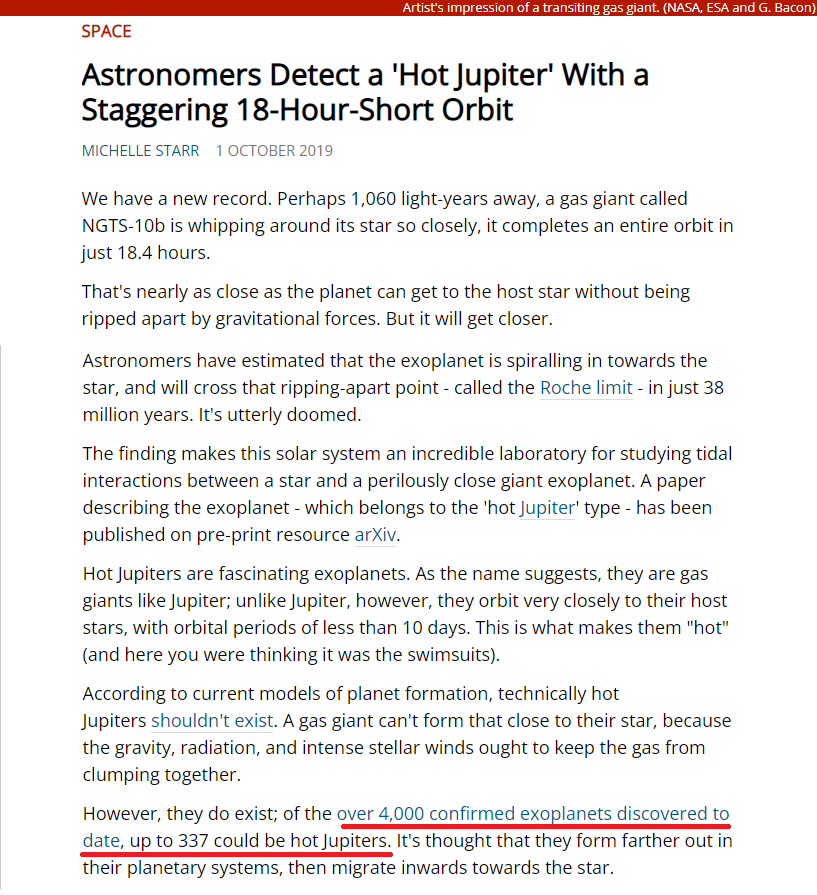 Artist's impression of a transiting gas giant. (NASA, ESA and G. Bacon)
SPACE
Astronomers Detect a 'Hot Jupiter' With a
Staggering 18-Hour-Short Orbit
MICHELLE STARR 1 OCTOBER 2019
We have a new record. Perhaps 1,060 light-years away, a gas giant called
NGTS-10b is whipping around its star so closely, it completes an entire orbit in
just 18.4 hours.
That's nearly as close as the planet can get to the host star without being
ripped apart by gravitational forces. But it will get closer.
Astronomers have estimated that the exoplanet is spiralling in towards the
star, and will cross that ripping-apart point - called the Roche limit - in just 38
million years. It's utterly doomed.
The finding makes this solar system an incredible laboratory for studying tidal
interactions between a star and a perilously close giant exoplanet. A paper
describing the exoplanet - which belongs to the 'hot Jupiter' type - has been
published on pre-print resource arXiv.
Hot Jupiters are fascinating exoplanets. As the name suggests, they are gas
giants like Jupiter; unlike Jupiter, however, they orbit very closely to their host
stars, with orbital periods of less than 10 days. This is what makes them "hot"
(and here you were thinking it was the swimsuits).
According to current models of planet formation, technically hot
Jupiters shouldn't exist. A gas giant can't form that close to their star, because
the gravity, radiation, and intense stellar winds ought to keep the gas from
clumping together.
However, they do exist; of the over 4,000 confirmed exoplanets discovered to
date, up to 337 could be hot Jupiters. It's thought that they form farther out in
their planetary systems, then migrate inwards towards the star.